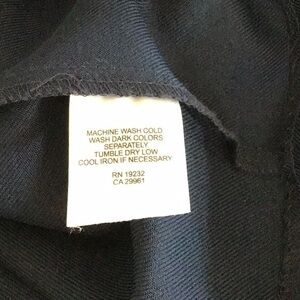 MACHINE WASH COLD
WASH DARK COLORS
SEPARATELY
TUMBLE DRY LOW
COOL IRON IF NECESSARY
RN 19232
CA 29961